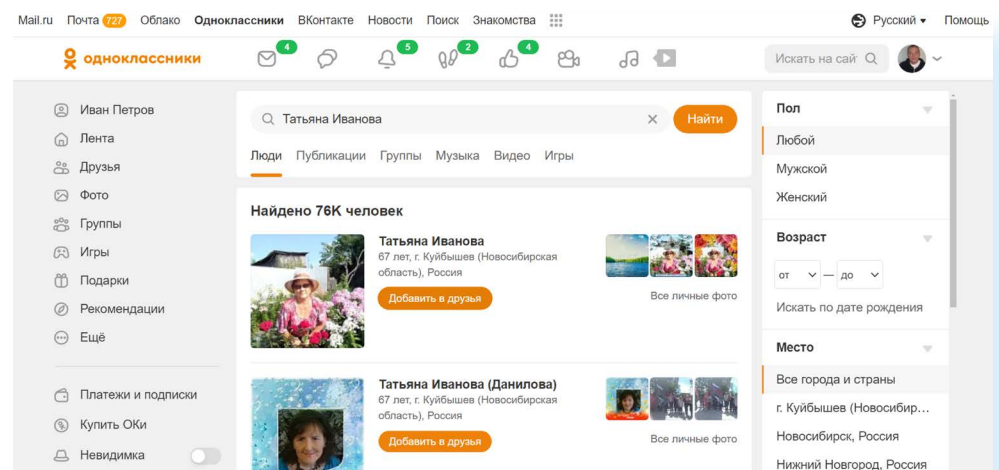 Mail.ru Почта 727 Облако Одноклассники ВКонтакте Новости Поиск Знакомства Русский Помощь
одноклассники 4 5 2 4 Искать на сай
Иван Петров
Лента
Друзья
Фото
Группы
Игры
Подарки
Рекомендации
Ещё
Платежи и подписки
Купить ОКи
Невидимка
Татьяна Иванова Найти
Люди Публикации Группы Музыка Видео Игры
Найдено 76K человек
Татьяна Иванова
67 лет, г. Куйбышев (Новосибирская
область), Россия
Добавить в друзья
Все личные фото
Татьяна Иванова (Данилова)
67 лет, г. Куйбышев (Новосибирская
область), Россия
Добавить в друзья
Все личные фото
Пол
Любой
Мужской
Женский
Возраст
от — до
Искать по дате рождения
Место
Все города и страны
г. Куйбышев (Новосибир...
Новосибирск, Россия
Нижний Новгород, Россия